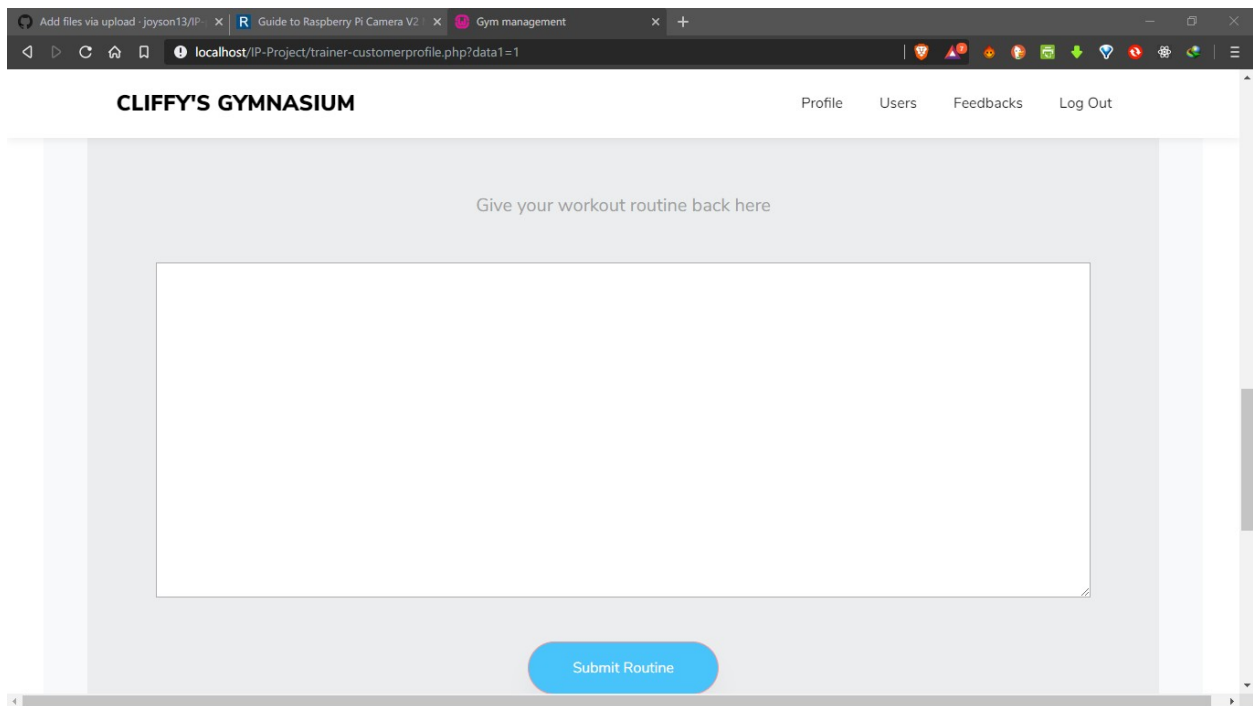 Add files via upload · joyson13/IP-
R Guide to Raspberry Pi Camera V2
Gym management
localhost/IP-Project/trainer-customerprofile.php?data1=1
CLIFFY'S GYMNASIUM
Profile Users Feedbacks Log Out
Give your workout routine back here
Submit Routine